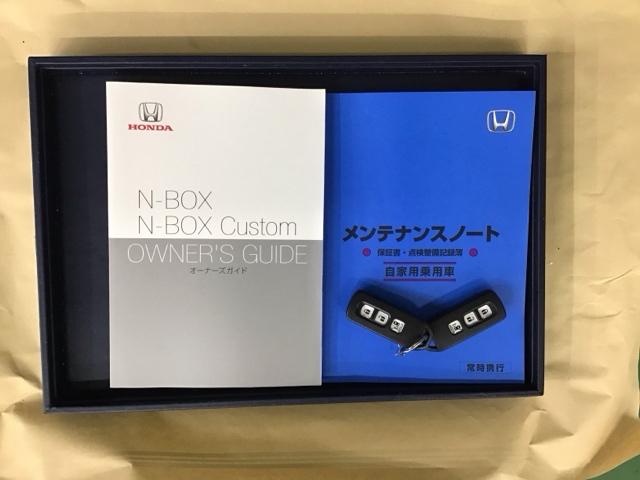 HONDA
N-BOX
N-BOX Custom
OWNER'S GUIDE
オーナーズガイド
メンテナンスノート
保証書・点検整備記録簿
自家用乗用車
常時携行